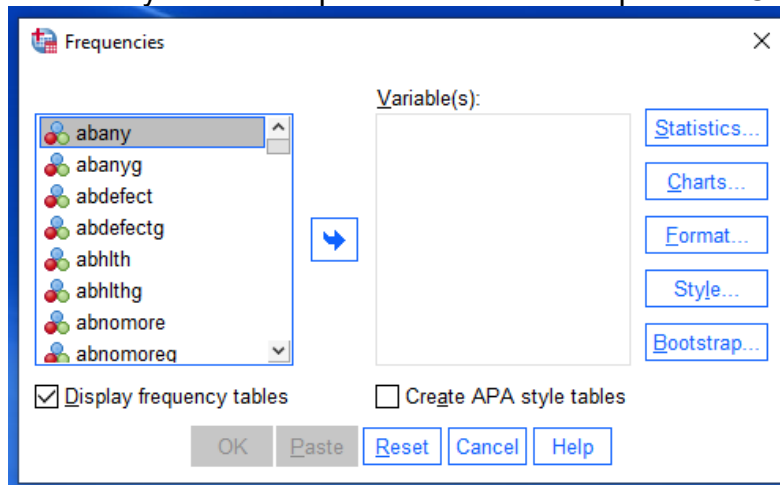 Frequencies
Variable(s):
abany
abanyg
abdefect
abdefectg
abhlth
abhlthg
abnomore
abnomoreg
Statistics...
Charts...
Format...
Style...
Bootstrap...
Display frequency tables
Create APA style tables
OK Paste Reset Cancel Help